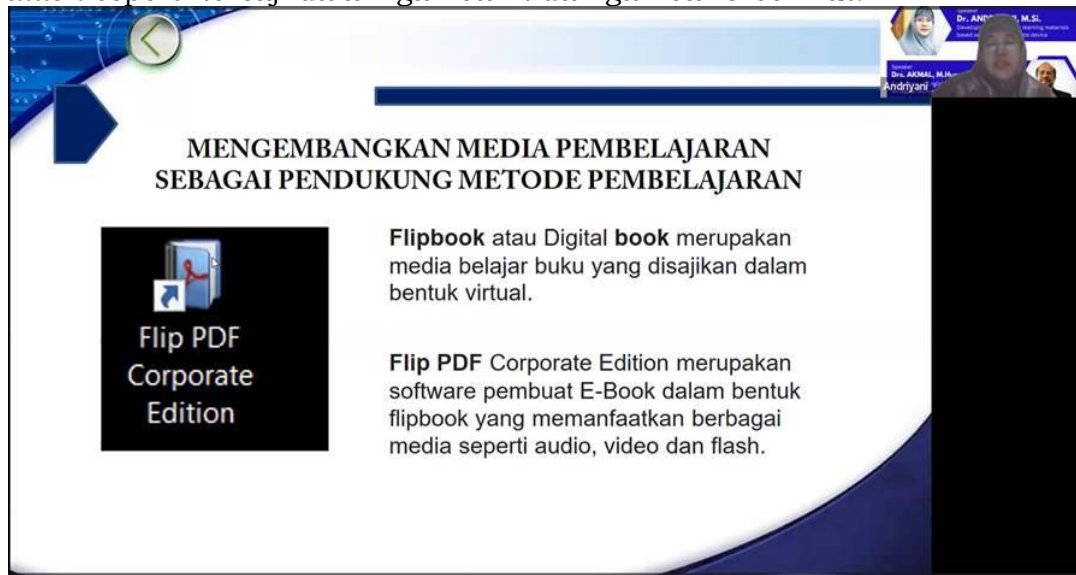 Dr. AND M.Si.
Drs. AKMAL, M.Hu
Andriyani
MENGEMBANGKAN MEDIA PEMBELAJARAN
SEBAGAI PENDUKUNG METODE PEMBELAJARAN
Flip PDF
Corporate
Edition
Flipbook atau Digital book merupakan
media belajar buku yang disajikan dalam
bentuk virtual.
Flip PDF Corporate Edition merupakan
software pembuat E-Book dalam bentuk
flipbook yang memanfaatkan berbagai
media seperti audio, video dan flash.